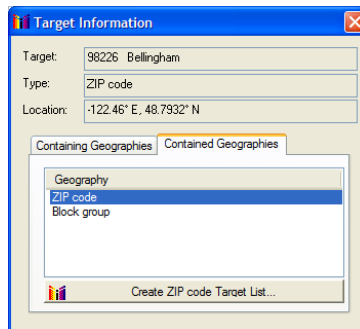 Target Information
Target: 98226 Bellingham
Type: ZIP code
Location: -122.46° E, 48.7932° N
Containing Geographies Contained Geographies
Geography
ZIP code
Block group
Create ZIP code Target List...